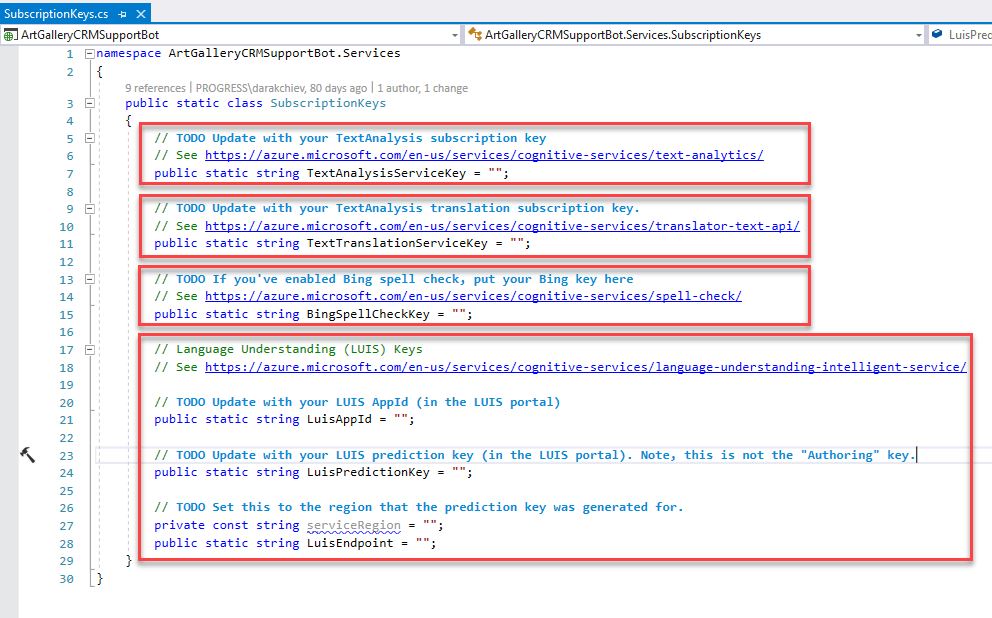 SubscriptionKeys.cs
ArtGalleryCRMSupportBot ArtGalleryCRMSupportBot.Services.SubscriptionKeys LuisPred
1 namespace ArtGalleryCRMSupportBot.Services
2 {
9 references | PROGRESS\darakchiev, 80 days ago | 1 author, 1 change
3 public static class SubscriptionKeys
4 {
5 // TODO Update with your TextAnalysis subscription key
6 // See https://azure.microsoft.com/en-us/services/cognitive-services/text-analytics/
7 public static string TextAnalysisServiceKey = "";
8
9 // TODO Update with your TextAnalysis translation subscription key.
10 // See https://azure.microsoft.com/en-us/services/cognitive-services/translator-text-api/
11 public static string TextTranslationServiceKey = "";
12
13 // TODO If you've enabled Bing spell check, put your Bing key here
14 // See https://azure.microsoft.com/en-us/services/cognitive-services/spell-check/
15 public static string BingSpellCheckKey = "";
16
17 // Language Understanding (LUIS) Keys
18 // See https://azure.microsoft.com/en-us/services/cognitive-services/language-understanding-intelligent-service/
19
20 // TODO Update with your LUIS AppId (in the LUIS portal)
21 public static string LuisAppId = "";
22
23 // TODO Update with your LUIS prediction key (in the LUIS portal). Note, this is not the "Authoring" key.
24 public static string LuisPredictionKey = "";
25
26 // TODO Set this to the region that the prediction key was generated for.
27 private const string serviceRegion = "";
28 public static string LuisEndpoint = "";
29 }
30 }